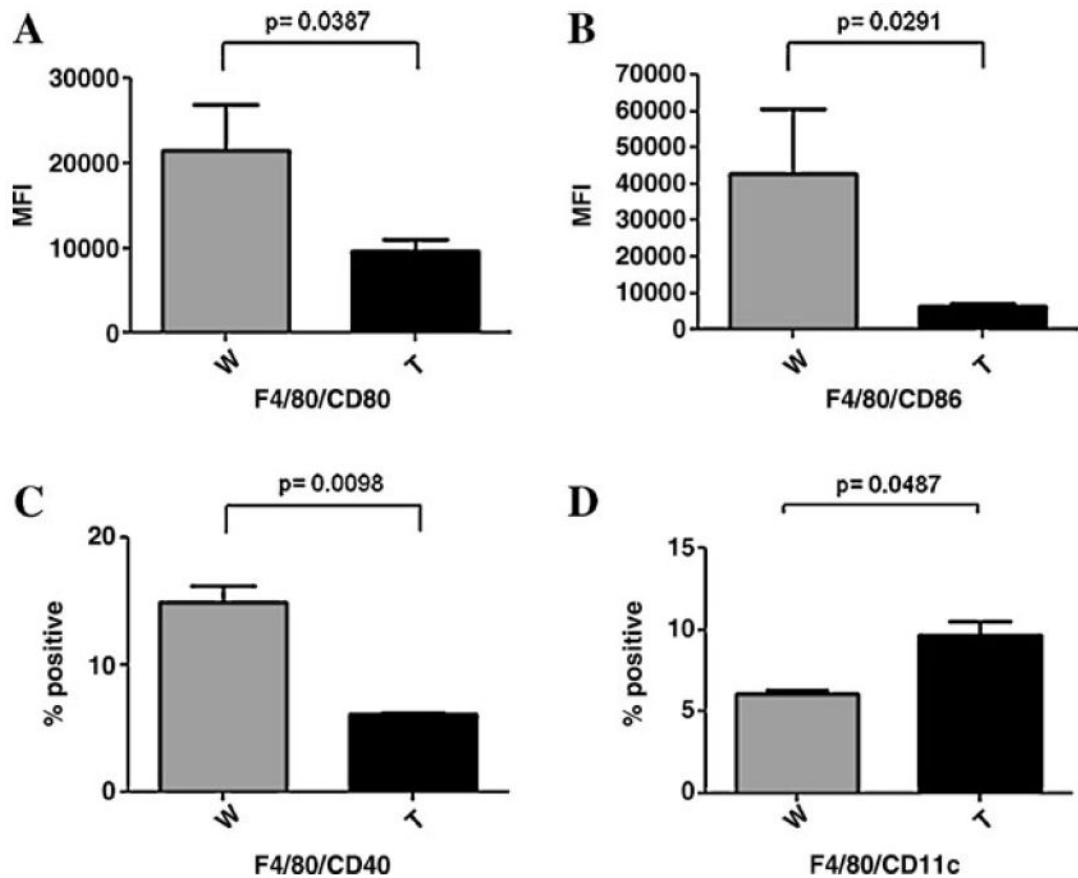 A
p= 0.0387
30000
20000
10000
0
MFI
W
T
F4/80/CD80
B
p= 0.0291
70000
60000
50000
40000
30000
20000
10000
0
MFI
W
T
F4/80/CD86
C
p= 0.0098
20
10
0
% positive
W
T
F4/80/CD40
D
p= 0.0487
15
10
5
0
% positive
W
T
F4/80/CD11c